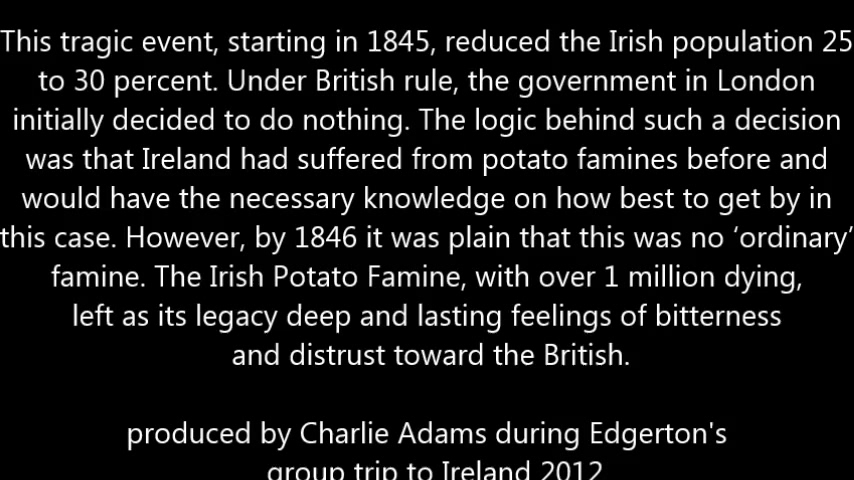 This tragic event, starting in 1845, reduced the Irish population 25
to 30 percent. Under British rule, the government in London
initially decided to do nothing. The logic behind such a decision
was that Ireland had suffered from potato famines before and
would have the necessary knowledge on how best to get by in
this case. However, by 1846 it was plain that this was no ‘ordinary’
famine. The Irish Potato Famine, with over 1 million dying,
left as its legacy deep and lasting feelings of bitterness
and distrust toward the British.
produced by Charlie Adams during Edgerton's
group trip to Ireland 2012